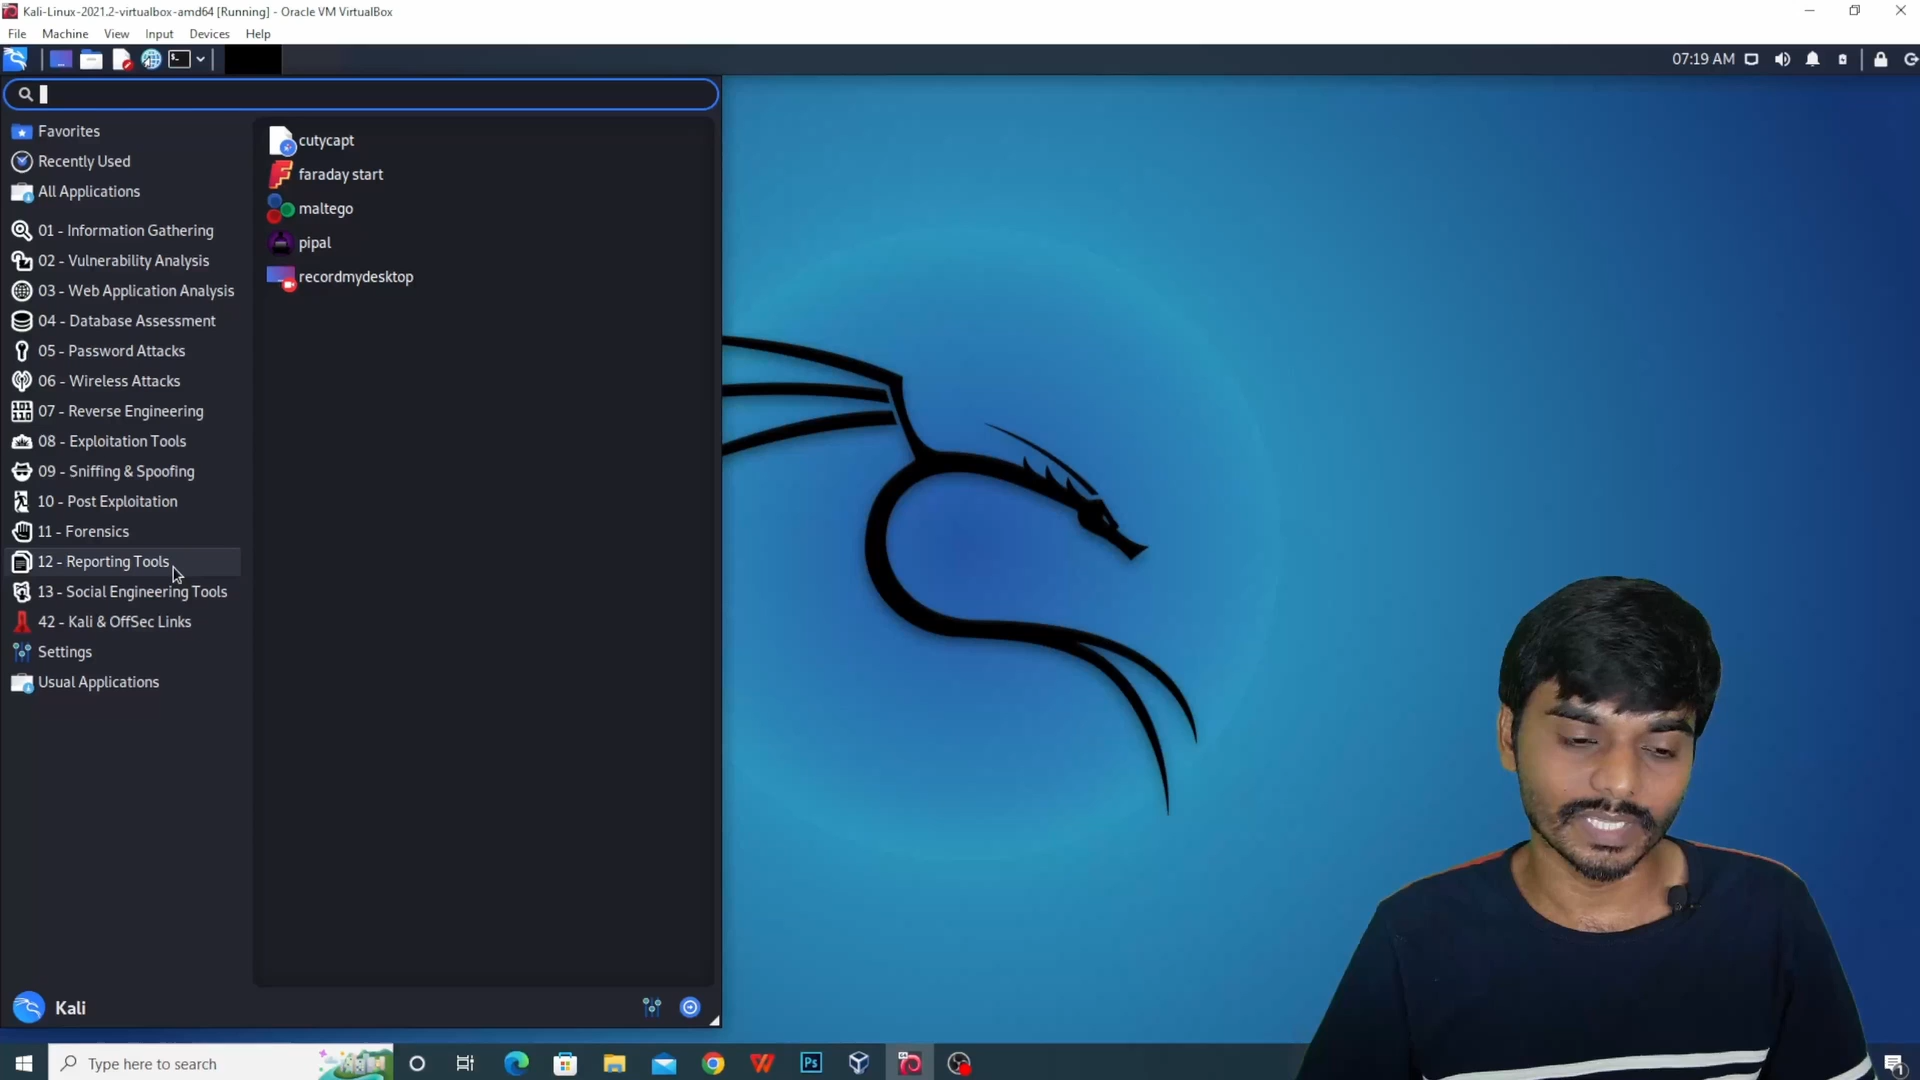 Kali-Linux-2021.2-virtualbox-amd64 [Running] - Oracle VM VirtualBox
File Machine View Input Devices Help
07:19 AM
Favorites
Recently Used
All Applications
01 - Information Gathering
02 - Vulnerability Analysis
03 - Web Application Analysis
04 - Database Assessment
05 - Password Attacks
06 - Wireless Attacks
07 - Reverse Engineering
08 - Exploitation Tools
09 - Sniffing & Spoofing
10 - Post Exploitation
11 - Forensics
12 - Reporting Tools
13 - Social Engineering Tools
42 - Kali & OffSec Links
Settings
Usual Applications
cutycapt
faraday start
maltego
pipal
recordmydesktop
Kali
Type here to search
Ps
1